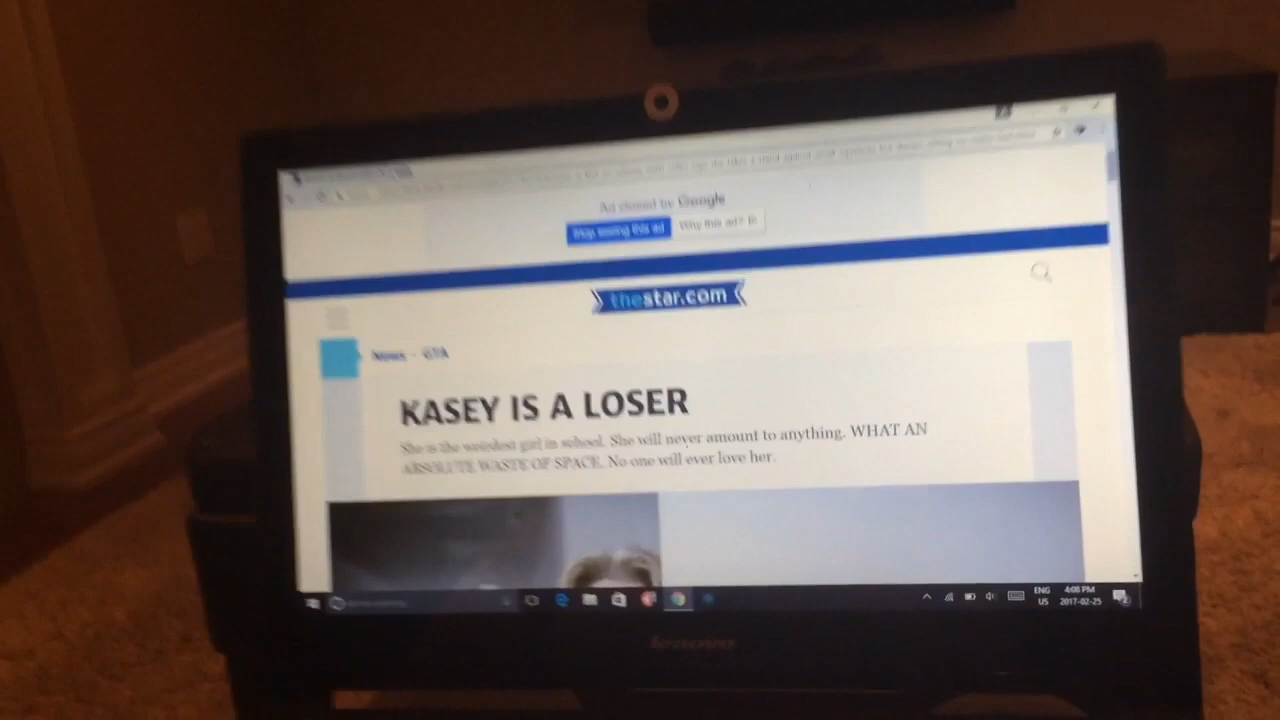 Ad closed by Google
Stop seeing this ad
Why this ad?
thestar.com
News · GTA
KASEY IS A LOSER
She is the weirdest girl in school. She will never amount to anything. WHAT AN
ABSOLUTE WASTE OF SPACE. No one will ever love her.
ENG
4:06 PM
US
2017-02-25
lenovo